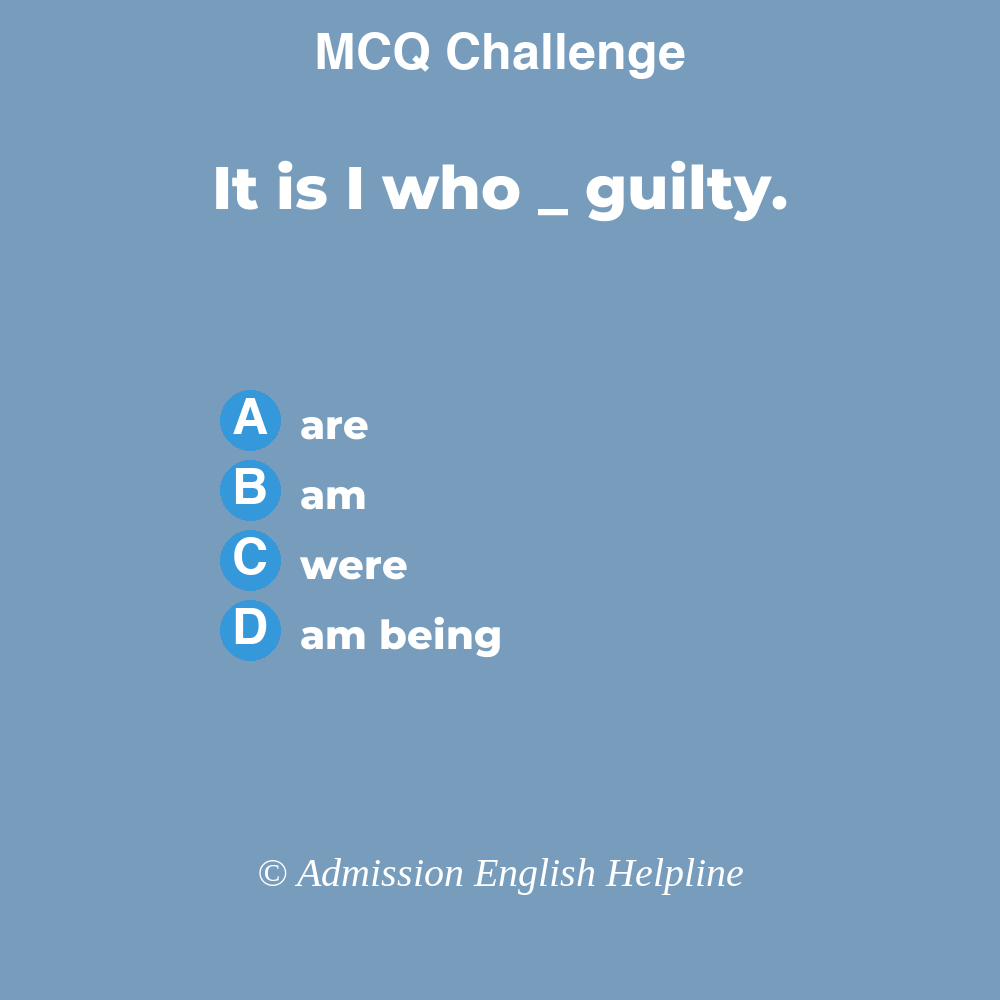 MCQ Challenge
It is I who _ guilty.
A are
B am
C were
D am being
© Admission English Helpline